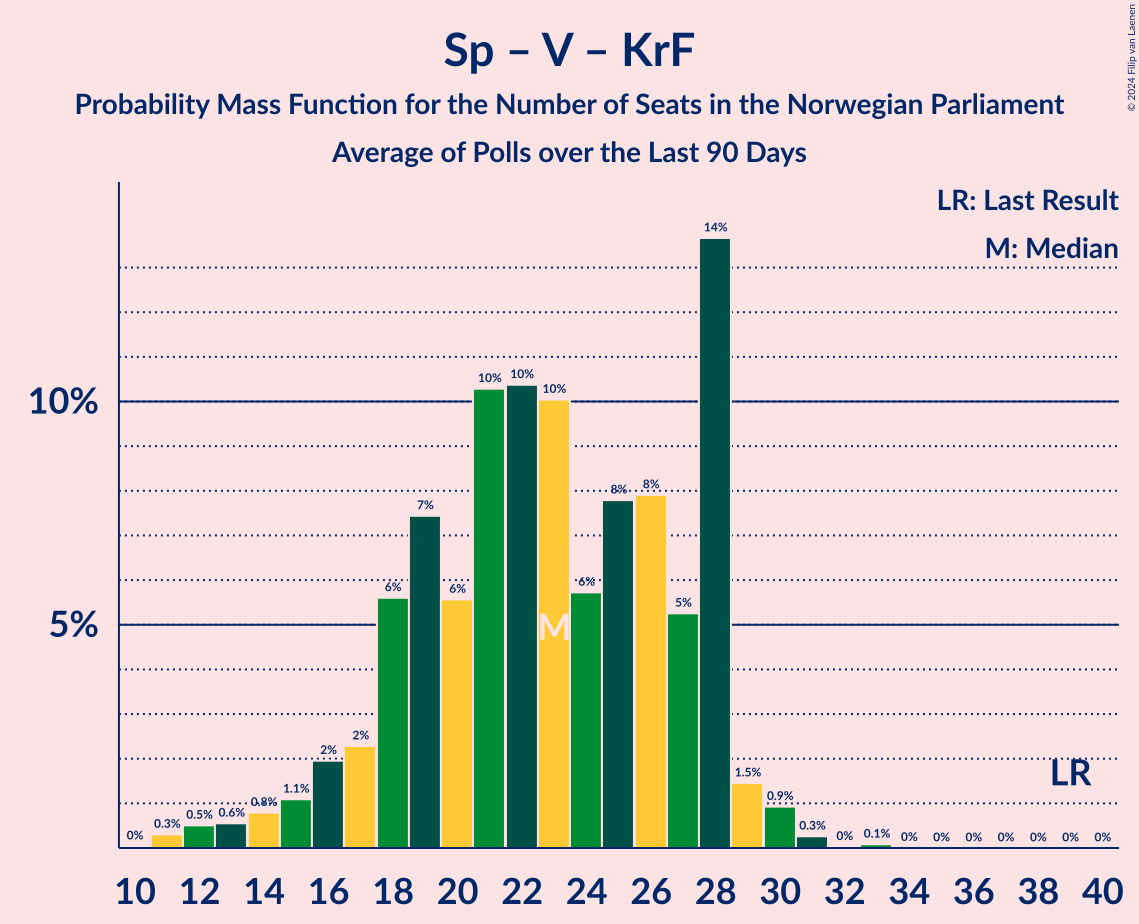 © 2024 Filip van Laenen
Sp – V – KrF
Probability Mass Function for the Number of Seats in the Norwegian Parliament
Average of Polls over the Last 90 Days
LR: Last Result
M: Median
10%
5%
0% 0.3% 0.5% 0.6% 0.8% 1.1% 2% 2% 6% 7% 6% 10% 10% 10% 6% 8% 8% 5% 14% 1.5% 0.9% 0.3% 0% 0.1% 0% 0% 0% 0% 0% 0% 0%
M
LR
10 12 14 16 18 20 22 24 26 28 30 32 34 36 38 40